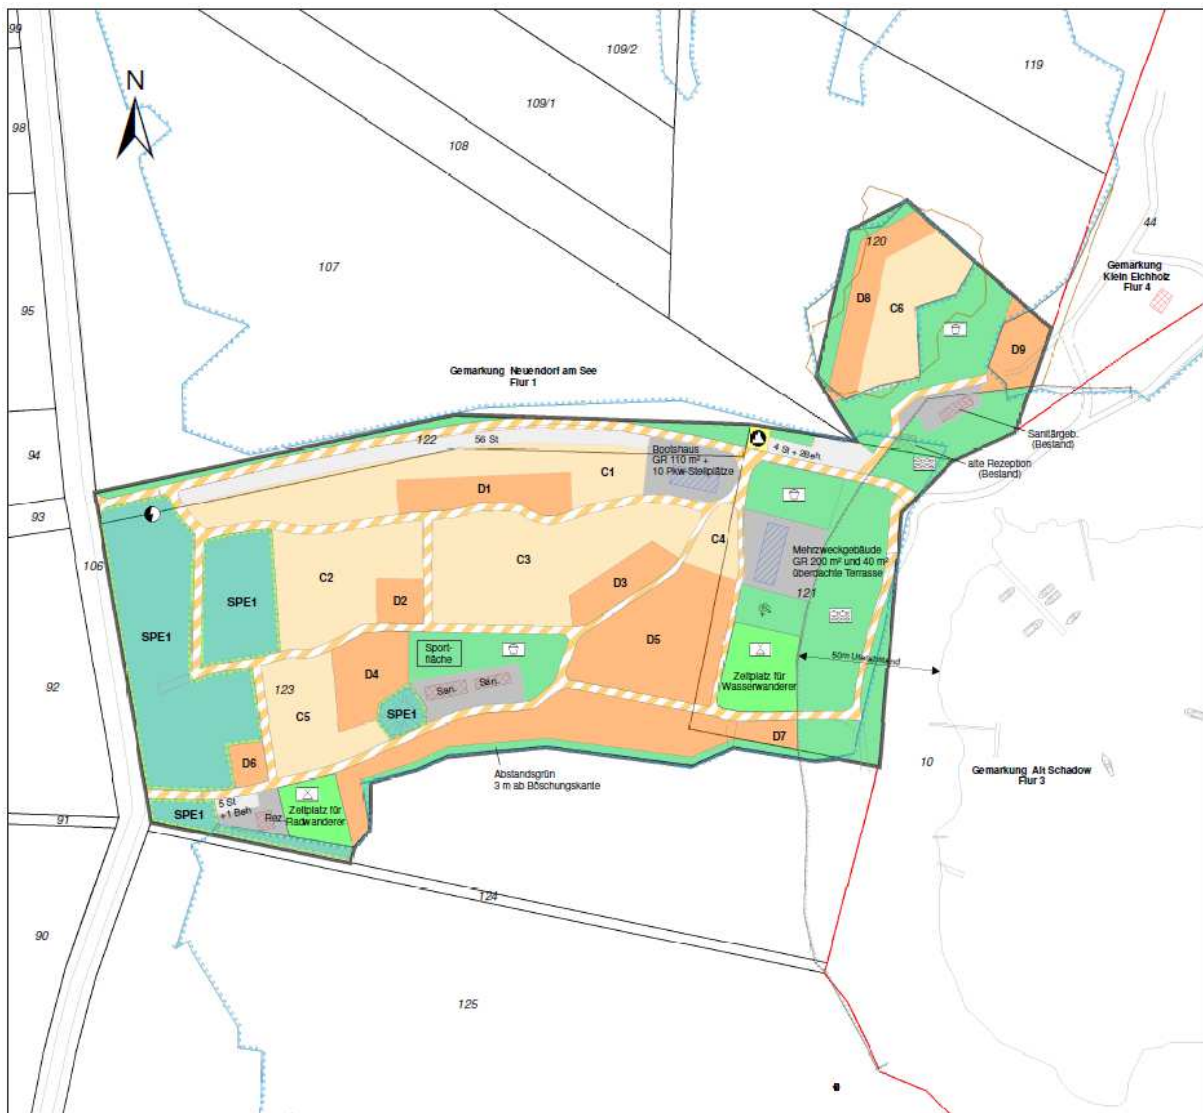 99
109/2
119
N
109/1
98
108
44
120
107
Gemarkung
Klein Eichholz
Flur 4
D8
C6
95
D9
Gemarkung Neuendorf am See
Flur 1
122
56 St
Sanitärgeb.
(Bestand)
94
Bootshaus
GR 110 m² +
10 Pkw-Stellplätze
4 St + 2Beh.
alte Rezeption
(Bestand)
C1
D1
93
C4
C3
Mehrzweckgebäude
GR 200 m² und 40 m²
überdachte Terrasse
106
C2
D3
121
SPE1
D2
SPE1
D5
Sport-
fläche
50m Uferabstand
Zeltplatz für
Wasserwanderer
92
D4
San.
San.
123
C5
SPE1
D7
D6
10
Gemarkung Alt Schadow
Flur 3
Abstandsgrün
3 m ab Böschungskante
5 St
+1 Beh
SPE1
Rez.
Zeltplatz für
Radwanderer
91
124
90
125